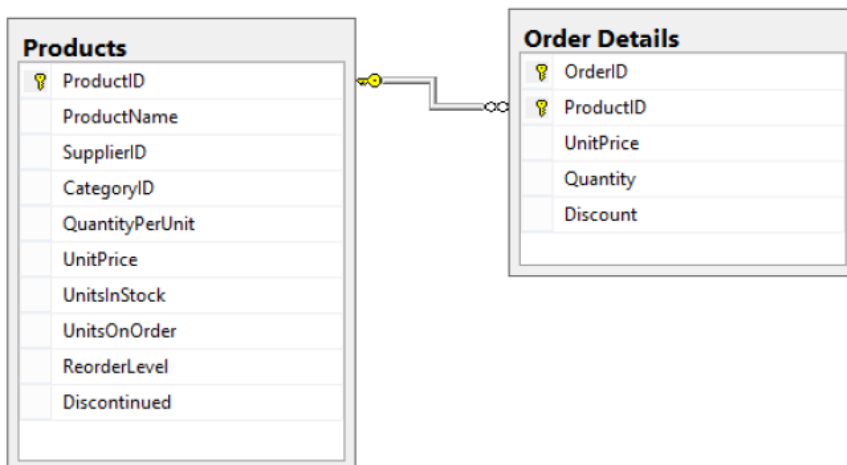 Products
ProductID
ProductName
SupplierID
CategoryID
QuantityPerUnit
UnitPrice
UnitsInStock
UnitsOnOrder
ReorderLevel
Discontinued
Order Details
OrderID
ProductID
UnitPrice
Quantity
Discount